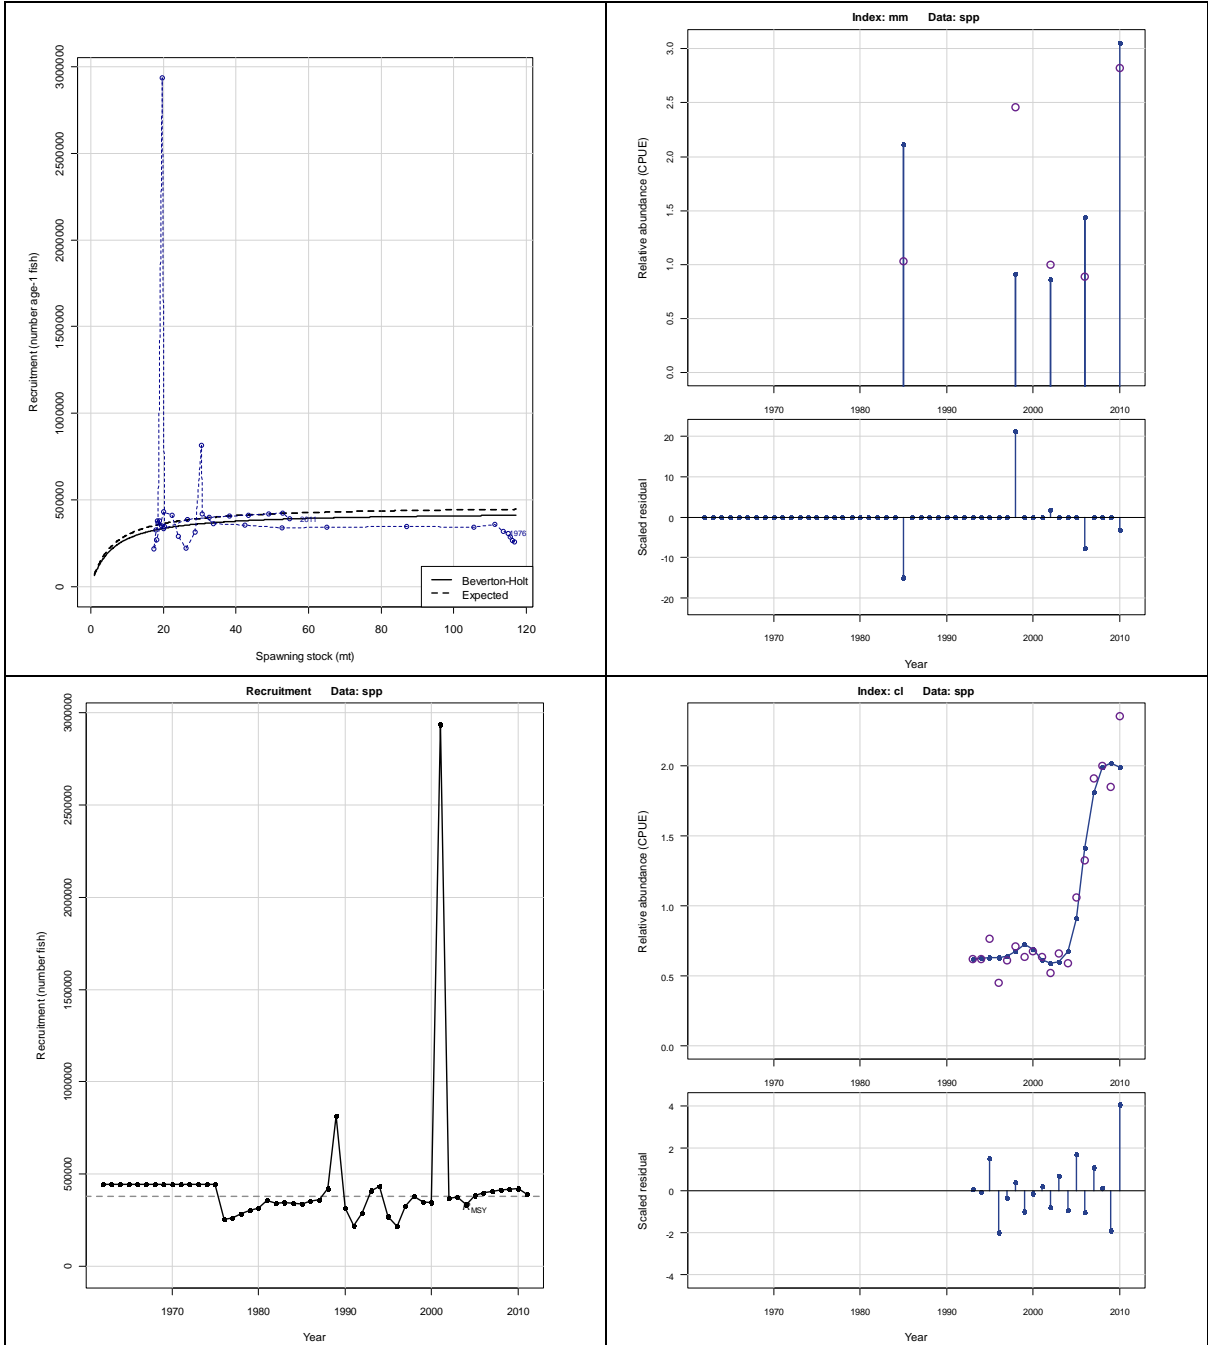 3000000
2500000
2000000
1500000
1000000
500000
0
Recruitment (number age-1 fish)
2011
1976
Beverton-Holt
Expected
0 20 40 60 80 100 120
Spawning stock (mt)
Index: mm Data: spp
3.0
2.5
2.0
1.5
1.0
0.5
0.0
Relative abundance (CPUE)
1970 1980 1990 2000 2010
20
10
0
-10
-20
Scaled residual
1970 1980 1990 2000 2010
Year
Recruitment Data: spp
3000000
2500000
2000000
1500000
1000000
500000
0
Recruitment (number fish)
MSY
1970 1980 1990 2000 2010
Year
Index: cl Data: spp
2.0
1.5
1.0
0.5
0.0
Relative abundance (CPUE)
1970 1980 1990 2000 2010
4
2
0
-2
-4
Scaled residual
1970 1980 1990 2000 2010
Year